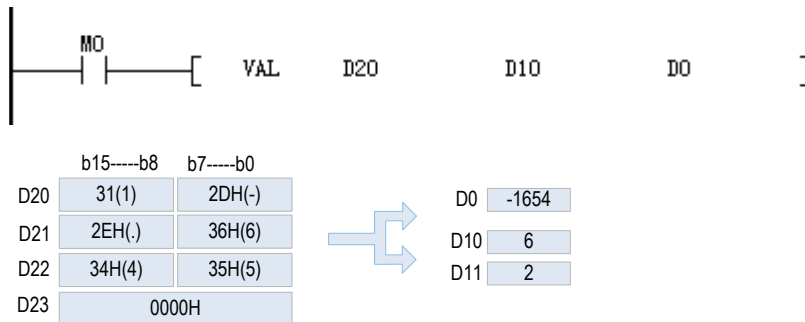 M0
VAL D20 D10 D0
b15-----b8 b7-----b0
D20 31(1) 2DH(-) D0 -1654
D21 2EH(.) 36H(6) D10 6
D22 34H(4) 35H(5) D11 2
D23 0000H